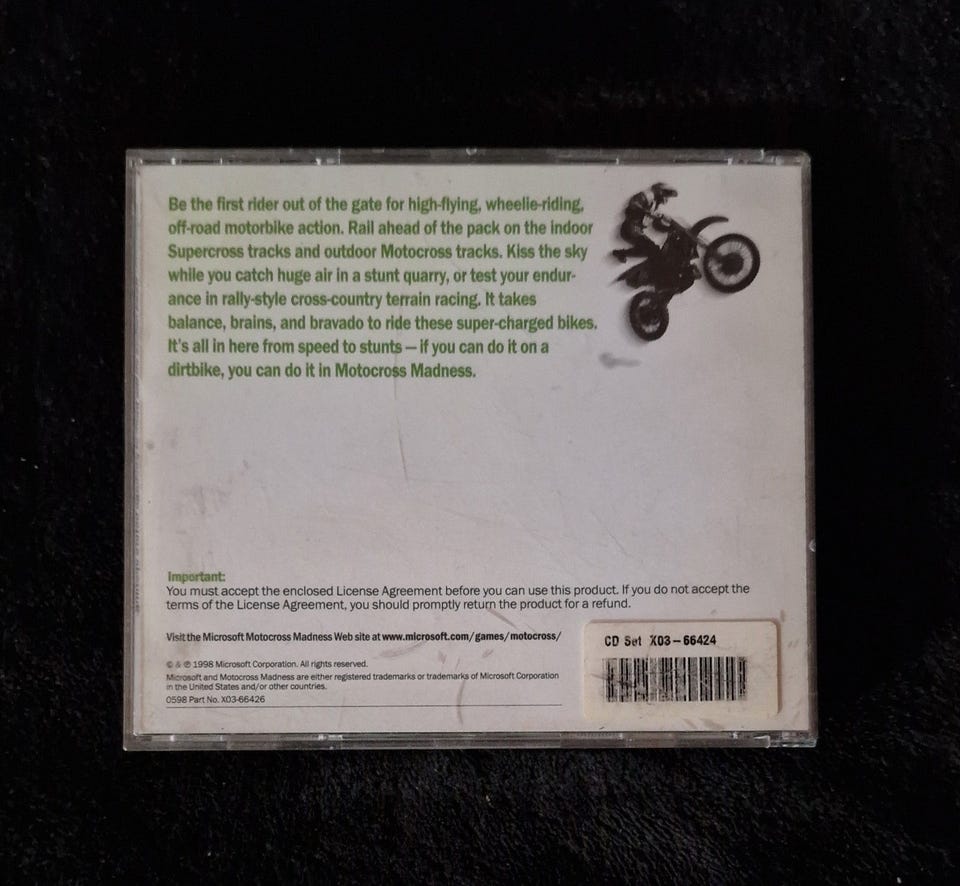 Be the first rider out of the gate for high-flying, wheelie-riding,
off-road motorbike action. Rail ahead of the pack on the indoor
Supercross tracks and outdoor Motocross tracks. Kiss the sky
while you catch huge air in a stunt quarry, or test your endur-
ance in rally-style cross-country terrain racing. It takes
balance, brains, and bravado to ride these super-charged bikes.
It's all in here from speed to stunts – if you can do it on a
dirtbike, you can do it in Motocross Madness.
Important:
You must accept the enclosed License Agreement before you can use this product. If you do not accept the
terms of the License Agreement, you should promptly return the product for a refund.
Visit the Microsoft Motocross Madness Web site at www.microsoft.com/games/motocross/
© & ℗ 1998 Microsoft Corporation. All rights reserved.
Microsoft and Motocross Madness are either registered trademarks or trademarks of Microsoft Corporation
in the United States and/or other countries.
0598 Part No. X03-66426
CD Set X03-66424